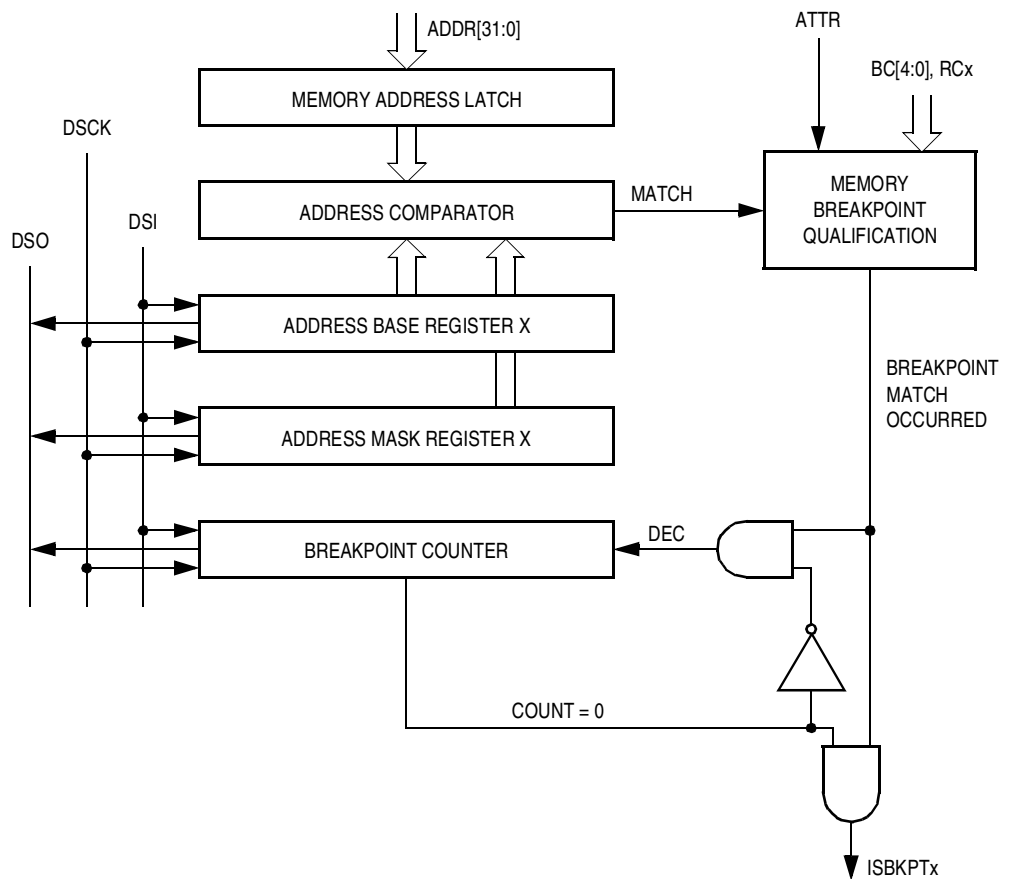 ADDR[31:0]
ATTR
BC[4:0], RCx
MEMORY ADDRESS LATCH
DSCK
MEMORY
BREAKPOINT
QUALIFICATION
MATCH
ADDRESS COMPARATOR
DSI
DSO
ADDRESS BASE REGISTER X
BREAKPOINT
MATCH
OCCURRED
ADDRESS MASK REGISTER X
DEC
BREAKPOINT COUNTER
COUNT = 0
ISBKPTx